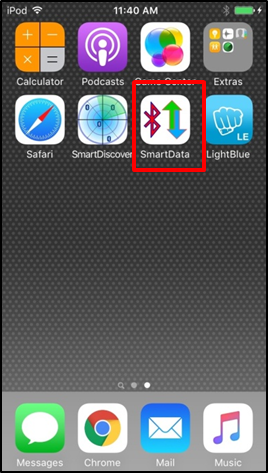 iPod 11:40 AM
Calculator Podcasts Game Center Extras
Safari SmartDiscover SmartData LightBlue
LE
Messages Chrome Mail Music